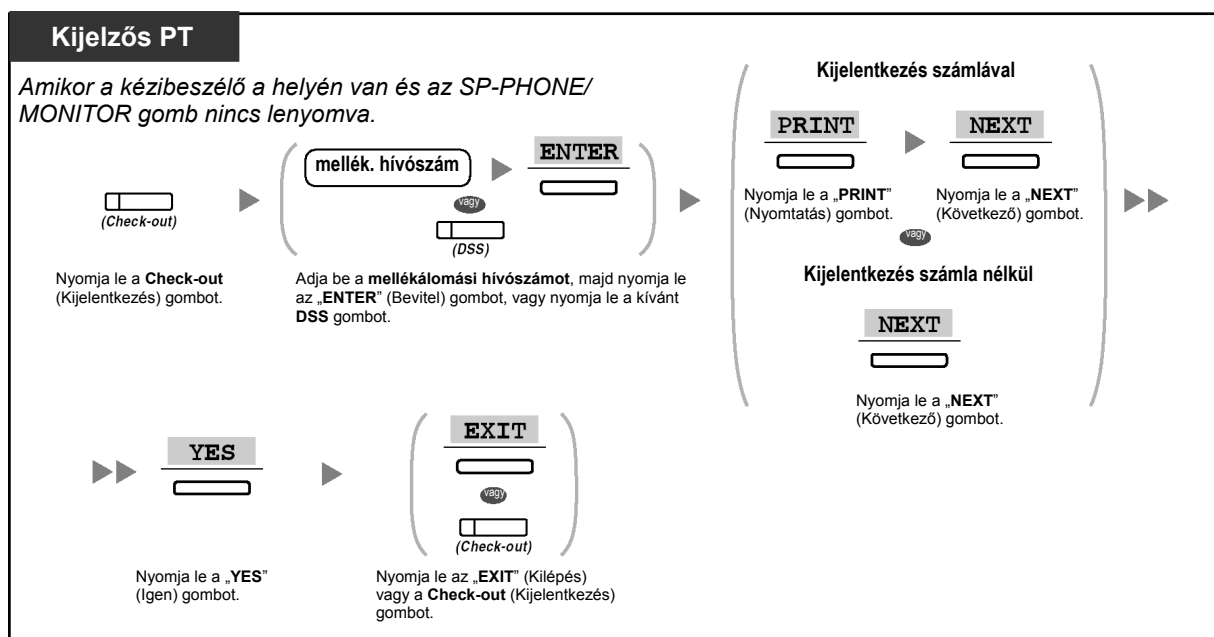 Kijelzős PT
Amikor a kézibeszélő a helyén van és az SP-PHONE/
MONITOR gomb nincs lenyomva.
(Check-out)
Nyomja le a Check-out
(Kijelentkezés) gombot.
mellék. hívószám
ENTER
vagy
(DSS)
Adja be a mellékálomási hívószámot, majd nyomja le
az „ENTER” (Bevitel) gombot, vagy nyomja le a kívánt
DSS gombot.
Kijelentkezés számlával
PRINT
NEXT
Nyomja le a „PRINT”
(Nyomtatás) gombot.
Nyomja le a „NEXT”
(Következő) gombot.
vagy
Kijelentkezés számla nélkül
NEXT
Nyomja le a „NEXT”
(Következő) gombot.
YES
Nyomja le a „YES”
(Igen) gombot.
EXIT
vagy
(Check-out)
Nyomja le az „EXIT” (Kilépés)
vagy a Check-out (Kijelentkezés)
gombot.